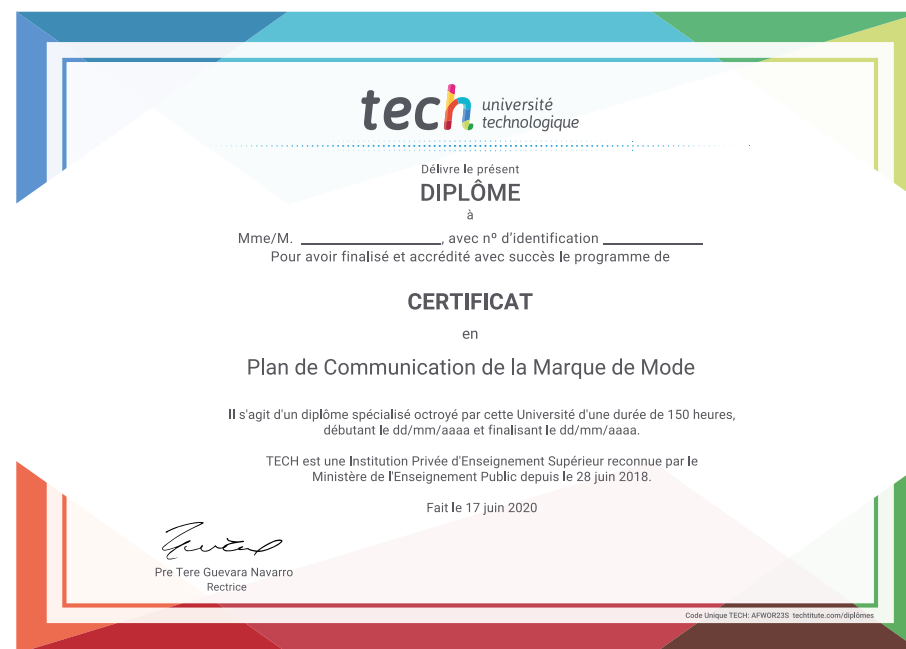 tech université
technologique
Délivre le présent
DIPLÔME
à
Mme/M. ____________________, avec nº d'identification ______________
Pour avoir finalisé et accrédité avec succès le programme de
CERTIFICAT
en
Plan de Communication de la Marque de Mode
Il s'agit d'un diplôme spécialisé octroyé par cette Université d'une durée de 150 heures,
débutant le dd/mm/aaaa et finalisant le dd/mm/aaaa.
TECH est une Institution Privée d'Enseignement Supérieur reconnue par le
Ministère de l'Enseignement Public depuis le 28 juin 2018.
Fait le 17 juin 2020
Pre Tere Guevara Navarro
Rectrice
Code Unique TECH: AFWOR23S techtitute.com/diplômes